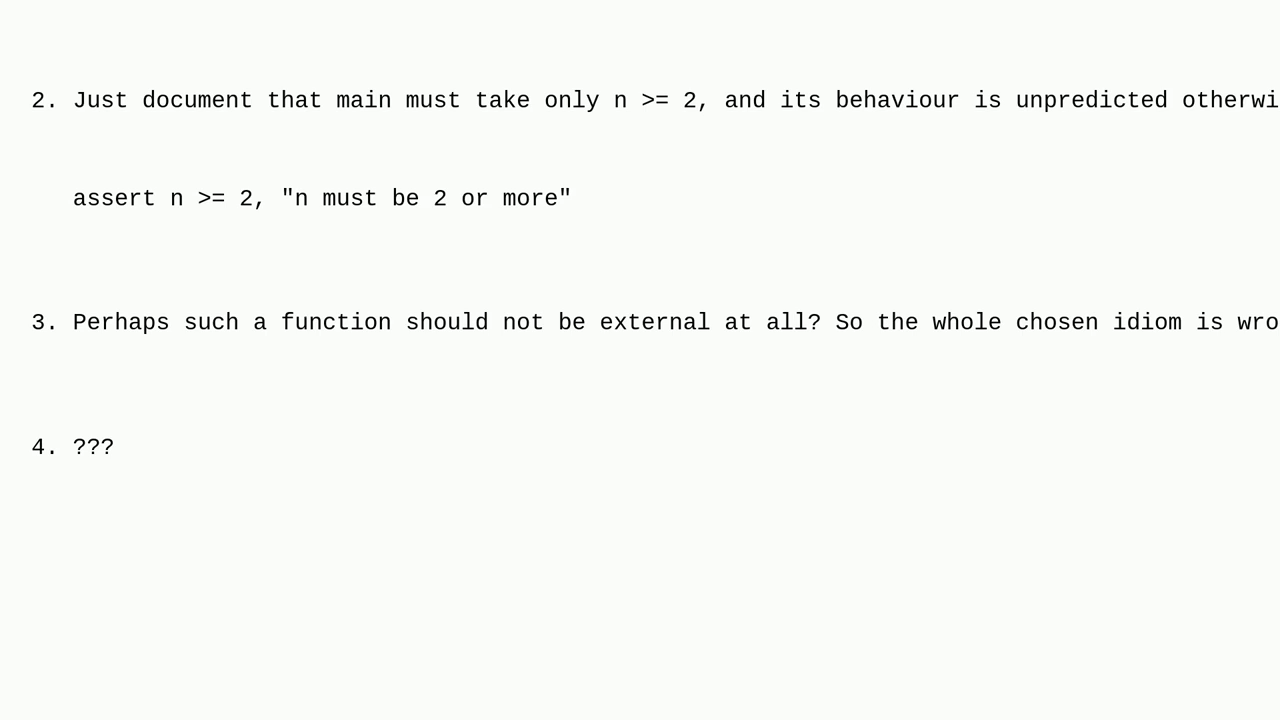 2. Just document that main must take only n >= 2, and its behaviour is unpredicted
assert n >= 2, "n must be 2 or more"
3. Perhaps such a function should not be external at all? So the whole chosen idiom is
4. ???